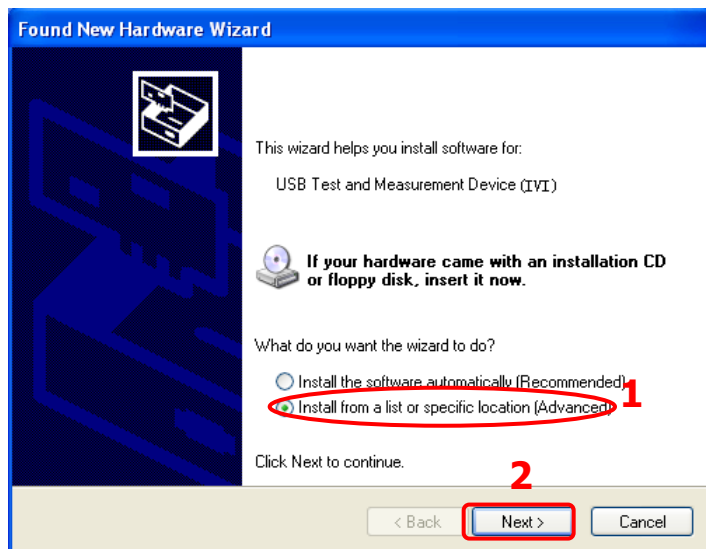 Found New Hardware Wizard
This wizard helps you install software for:
USB Test and Measurement Device (IVI)
If your hardware came with an installation CD
or floppy disk, insert it now.
What do you want the wizard to do?
Install the software automatically (Recommended)
Install from a list or specific location (Advanced)
1
Click Next to continue.
2
< Back
Next >
Cancel